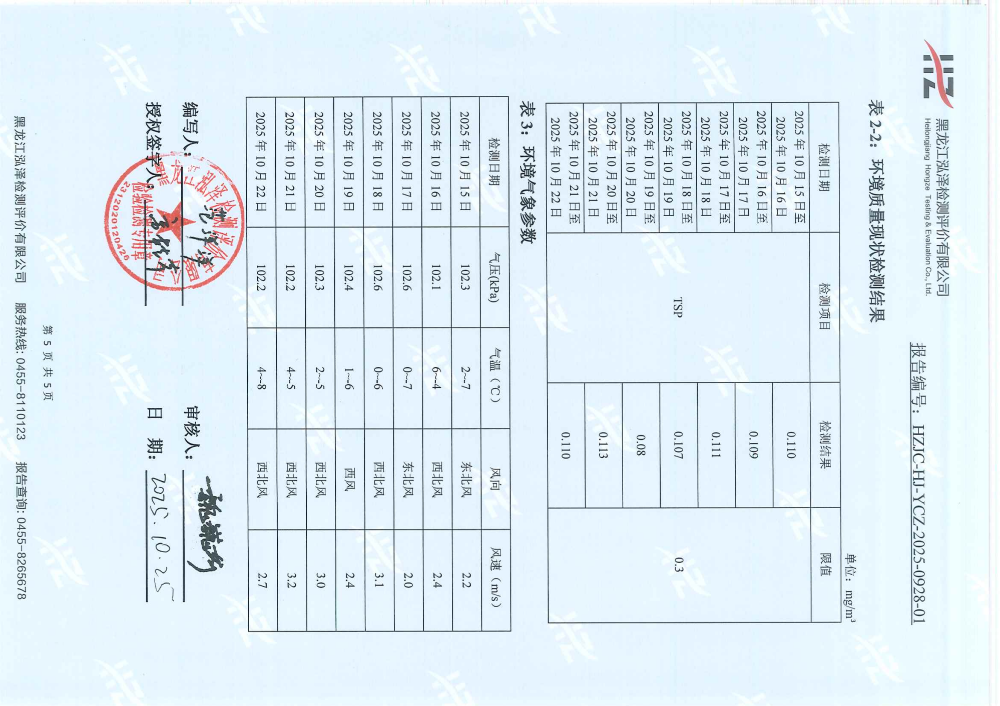 HZ
黑龙江泓泽检测评价有限公司
Heilongjiang Hongze Testing & Evaluation Co., Ltd.
报告编号：HZJC-HJ-YCZ-2025-0928-01
表 2-2：环境质量现状检测结果
单位：mg/m³
检测日期 检测项目 检测结果 限值
2025 年 10 月 15 日至
2025 年 10 月 16 日 0.110
2025 年 10 月 16 日至
2025 年 10 月 17 日 0.109
2025 年 10 月 17 日至
2025 年 10 月 18 日 0.111
2025 年 10 月 18 日至
2025 年 10 月 19 日 TSP 0.107 0.3
2025 年 10 月 19 日至
2025 年 10 月 20 日 0.08
2025 年 10 月 20 日至
2025 年 10 月 21 日 0.113
2025 年 10 月 21 日至
2025 年 10 月 22 日 0.110
表 3：环境气象参数
检测日期 气压(kPa) 气温（℃） 风向 风速（m/s）
2025 年 10 月 15 日 102.3 2~-7 东北风 2.2
2025 年 10 月 16 日 102.1 6~-4 西北风 2.4
2025 年 10 月 17 日 102.6 0~-7 东北风 2.0
2025 年 10 月 18 日 102.6 0~-6 西北风 3.1
2025 年 10 月 19 日 102.4 1~-6 西风 2.4
2025 年 10 月 20 日 102.3 2~-5 西北风 3.0
2025 年 10 月 21 日 102.2 4~-5 西北风 3.2
2025 年 10 月 22 日 102.2 4~-8 西北风 2.7
编写人： 审核人：
授权签字人： 日 期：2025.10.25
黑龙江泓泽检测评价有限公司
检验检测专用章
2312020120426
第 5 页 共 5 页
黑龙江泓泽检测评价有限公司 服务热线: 0455-8110123 报告查询: 0455-8265678